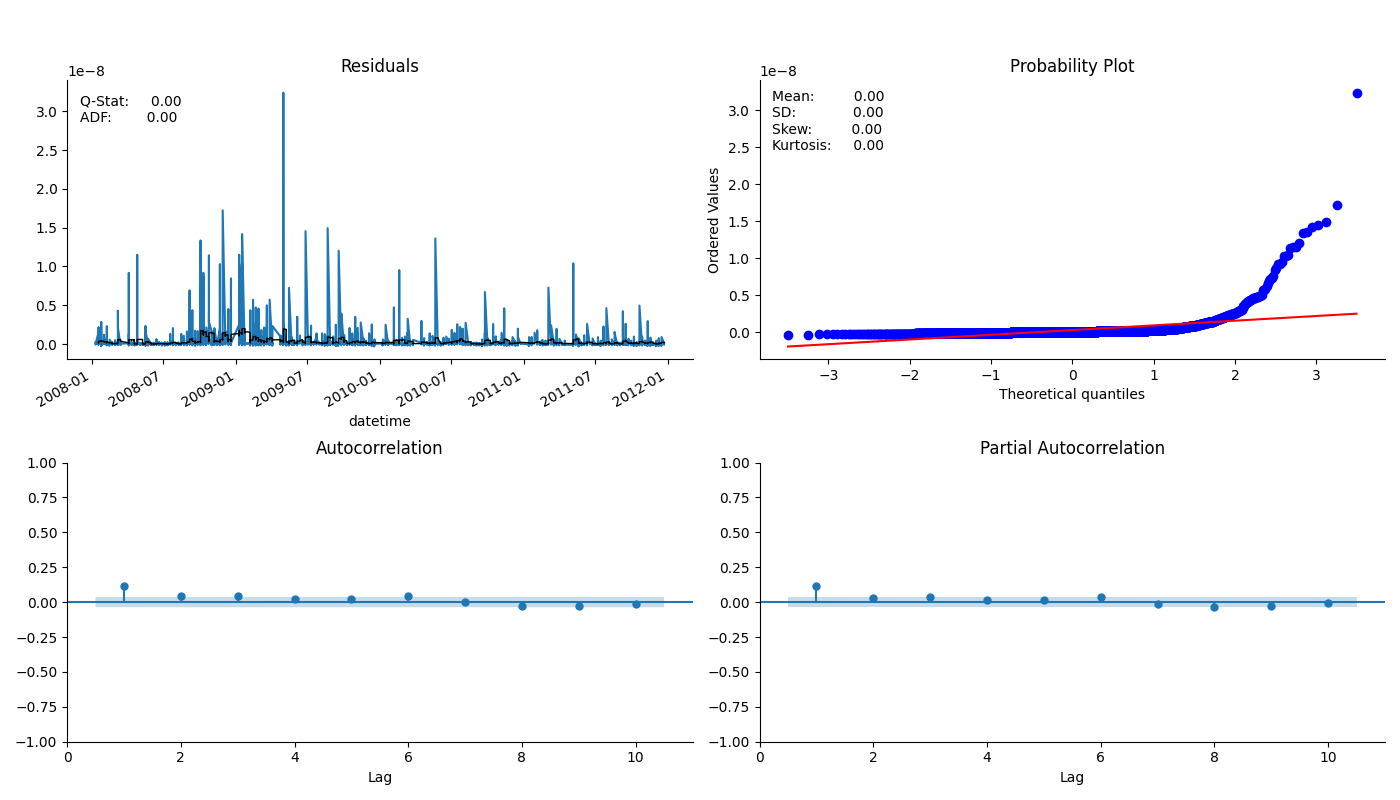 Residuals
1e−8
Q-Stat: 0.00
ADF: 0.00
3.0
2.5
2.0
1.5
1.0
0.5
0.0
2008-01 2008-07 2009-01 2009-07 2010-01 2010-07 2011-01 2011-07 2012-01
datetime
Probability Plot
1e−8
Mean: 0.00
SD: 0.00
Skew: 0.00
Kurtosis: 0.00
Ordered Values
3.0
2.5
2.0
1.5
1.0
0.5
0.0
−3 −2 −1 0 1 2 3
Theoretical quantiles
Autocorrelation
1.00
0.75
0.50
0.25
0.00
−0.25
−0.50
−0.75
−1.00
0 2 4 6 8 10
Lag
Partial Autocorrelation
1.00
0.75
0.50
0.25
0.00
−0.25
−0.50
−0.75
−1.00
0 2 4 6 8 10
Lag